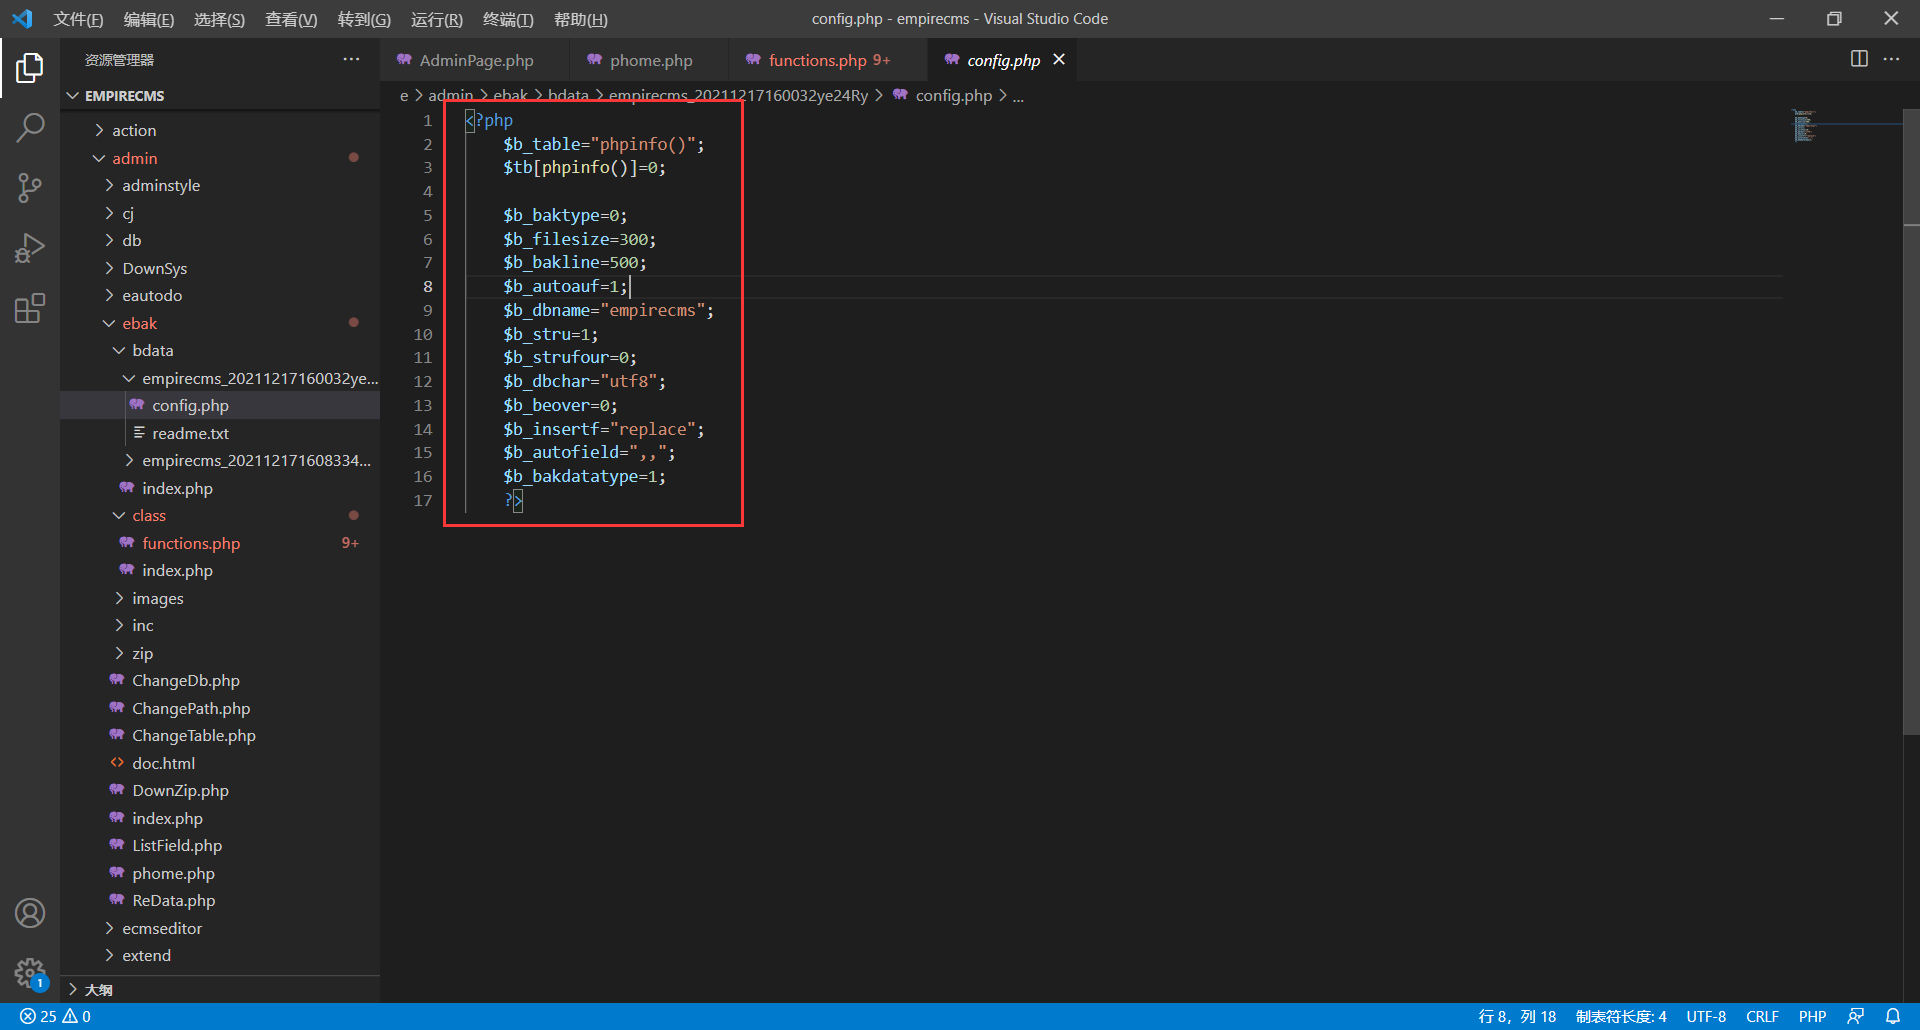 文件(F) 编辑(E) 选择(S) 查看(V) 转到(G) 运行(R) 终端(T) 帮助(H) config.php - empirecms - Visual Studio Code
资源管理器
EMPIRECMS
action
admin
adminstyle
cj
db
DownSys
eautodo
ebak
bdata
empirecms_20211217160032ye...
config.php
readme.txt
empirecms_202112171608334...
index.php
class
functions.php 9+
index.php
images
inc
zip
ChangeDb.php
ChangePath.php
ChangeTable.php
doc.html
DownZip.php
index.php
ListField.php
phome.php
ReData.php
ecmseditor
extend
大纲
AdminPage.php phome.php functions.php 9+ config.php
e > admin > ebak > bdata > empirecms_20211217160032ye24Ry > config.php > ...
1 <?php
2 $b_table="phpinfo()";
3 $tb[phpinfo()]=0;
4
5 $b_baktype=0;
6 $b_filesize=300;
7 $b_bakline=500;
8 $b_autoauf=1;
9 $b_dbname="empirecms";
10 $b_stru=1;
11 $b_strufour=0;
12 $b_dbchar="utf8";
13 $b_beover=0;
14 $b_insertf="replace";
15 $b_autofield=",,";
16 $b_bakdatatype=1;
17 ?>
1
25 0 行 8，列 18 制表符长度: 4 UTF-8 CRLF PHP